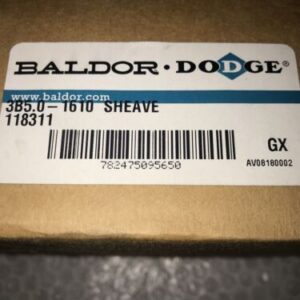 BALDOR · DODGE®
www.baldor.com
3B5.0-1610 SHEAVE
118311
GX
782475095650
AV08180002